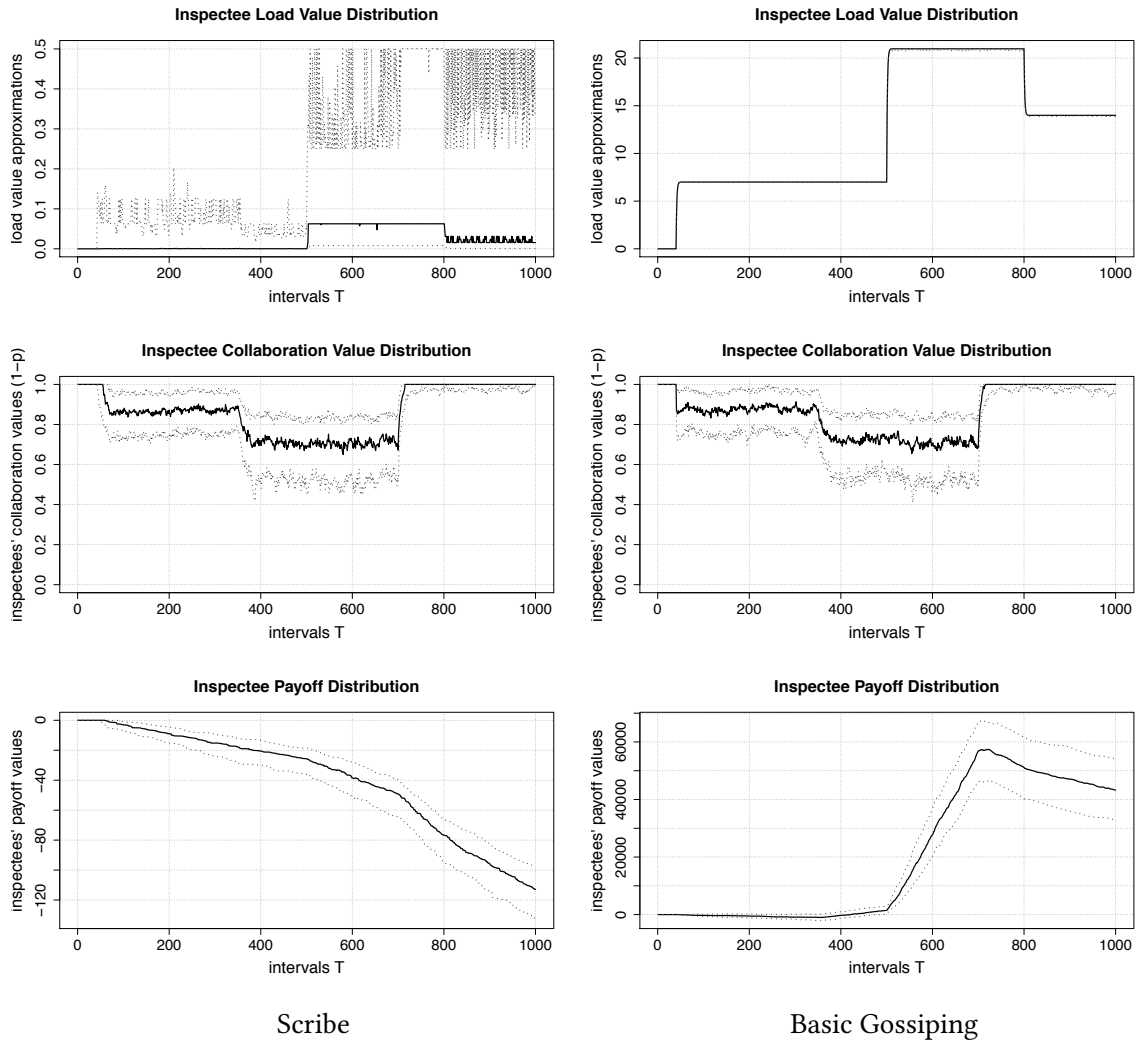 Inspectee Load Value Distribution
load value approximations
0.5
0.4
0.3
0.2
0.1
0.0
0 200 400 600 800 1000
intervals T
Inspectee Load Value Distribution
load value approximations
20
15
10
5
0
0 200 400 600 800 1000
intervals T
Inspectee Collaboration Value Distribution
inspectees' collaboration values (1−p)
1.0
0.8
0.6
0.4
0.2
0.0
0 200 400 600 800 1000
intervals T
Inspectee Collaboration Value Distribution
inspectees' collaboration values (1−p)
1.0
0.8
0.6
0.4
0.2
0.0
0 200 400 600 800 1000
intervals T
Inspectee Payoff Distribution
inspectees' payoff values
0
−40
−80
−120
0 200 400 600 800 1000
intervals T
Inspectee Payoff Distribution
inspectees' payoff values
60000
40000
20000
0
0 200 400 600 800 1000
intervals T
Scribe
Basic Gossiping